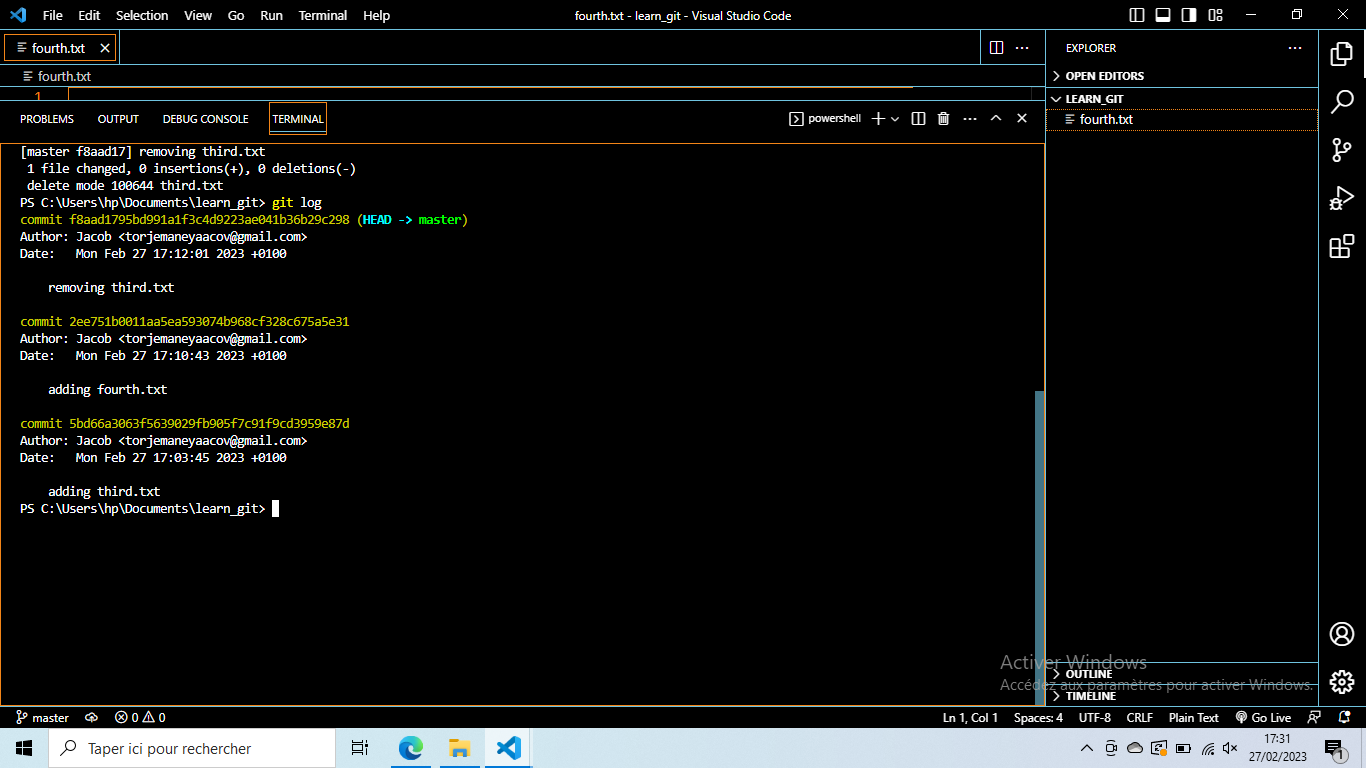 File Edit Selection View Go Run Terminal Help
fourth.txt - learn_git - Visual Studio Code
fourth.txt
fourth.txt
1
PROBLEMS OUTPUT DEBUG CONSOLE TERMINAL
powershell
[master f8aad17] removing third.txt
 1 file changed, 0 insertions(+), 0 deletions(-)
 delete mode 100644 third.txt
PS C:\Users\hp\Documents\learn_git> git log
commit f8aad1795bd991a1f3c4d9223ae041b36b29c298 (HEAD -> master)
Author: Jacob <torjemaneyaacov@gmail.com>
Date:   Mon Feb 27 17:12:01 2023 +0100
    removing third.txt
commit 2ee751b0011aa5ea593074b968cf328c675a5e31
Author: Jacob <torjemaneyaacov@gmail.com>
Date:   Mon Feb 27 17:10:43 2023 +0100
    adding fourth.txt
commit 5bd66a3063f5639029fb905f7c91f9cd3959e87d
Author: Jacob <torjemaneyaacov@gmail.com>
Date:   Mon Feb 27 17:03:45 2023 +0100
    adding third.txt
PS C:\Users\hp\Documents\learn_git>
EXPLORER
OPEN EDITORS
LEARN_GIT
fourth.txt
Activer Windows
Accédez aux paramètres pour activer Windows.
OUTLINE
TIMELINE
master 0 0
Ln 1, Col 1 Spaces: 4 UTF-8 CRLF Plain Text Go Live
Taper ici pour rechercher
17:31
27/02/2023
1